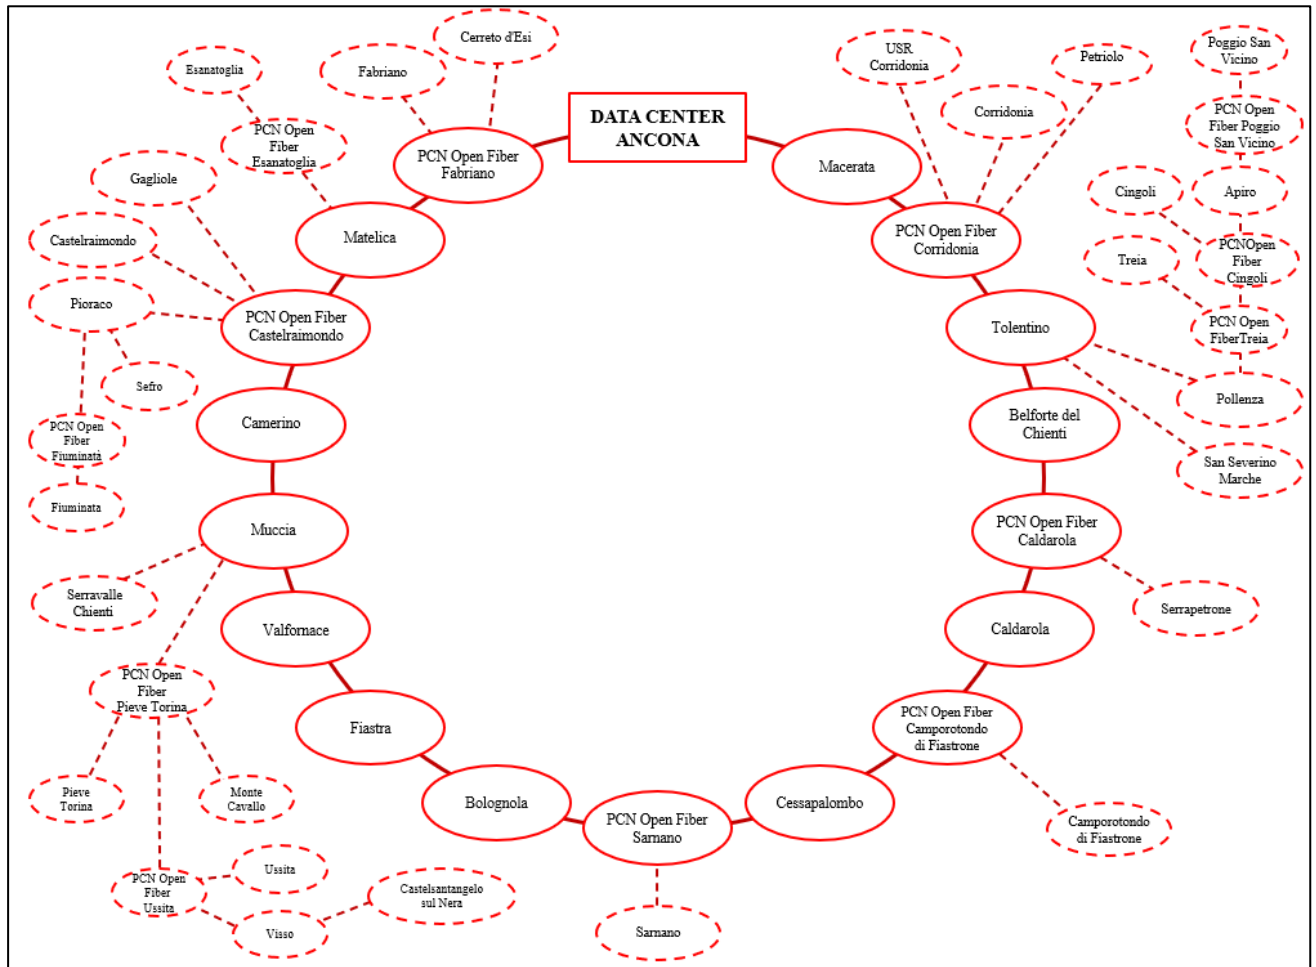 Cerreto d'Esi
USR
Corridonia
Petriolo
Poggio San
Vicino
Esanatoglia
Fabriano
DATA CENTER
ANCONA
Corridonia
PCN Open
Fiber Poggio
San Vicino
PCN Open
Fiber
Esanatoglia
PCN Open Fiber
Fabriano
Macerata
Gagliole
Cingoli
Apiro
Matelica
PCN Open Fiber
Corridonia
Castelraimondo
Treia
PCNOpen
Fiber
Cingoli
Pioraco
PCN Open Fiber
Castelraimondo
Tolentino
PCN Open
FiberTreia
Sefro
Pollenza
Camerino
Belforte del
Chienti
PCN Open
Fiber
Fiuminatà
San Severino
Marche
Fiuminata
Muccia
PCN Open Fiber
Caldarola
Serravalle
Chienti
Serrapetrone
Valfornace
Caldarola
PCN Open
Fiber
Pieve Torina
Fiastra
PCN Open Fiber
Camporotondo
di Fiastrone
Pieve
Torina
Monte
Cavallo
Bolognola
Cessapalombo
PCN Open Fiber
Sarnano
Camporotondo
di Fiastrone
PCN Open
Fiber
Ussita
Ussita
Castelsantangelo
sul Nera
Visso
Sarnano